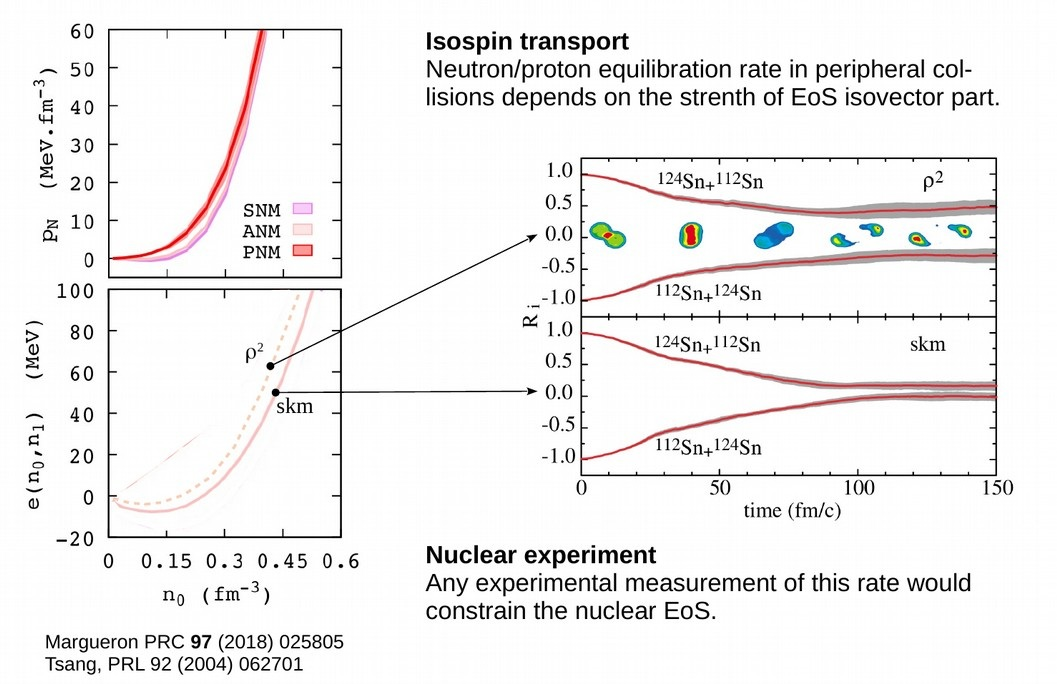 Isospin transport
Neutron/proton equilibration rate in peripheral col-
lisions depends on the strenth of EoS isovector part.
60
50
40
30
20
10
0
pN (MeV.fm⁻³)
SNM
ANM
PNM
100
80
60
40
20
0
−20
e(n0,n1) (MeV)
ρ²
skm
0 0.15 0.3 0.45 0.6
n0 (fm⁻³)
1.0
0.5
0.0
-0.5
-1.0
¹²⁴Sn+¹¹²Sn
ρ²
¹¹²Sn+¹²⁴Sn
Ri
1.0
0.5
0.0
-0.5
-1.0
¹²⁴Sn+¹¹²Sn
skm
¹¹²Sn+¹²⁴Sn
0 50 100 150
time (fm/c)
Nuclear experiment
Any experimental measurement of this rate would
constrain the nuclear EoS.
Margueron PRC 97 (2018) 025805
Tsang, PRL 92 (2004) 062701